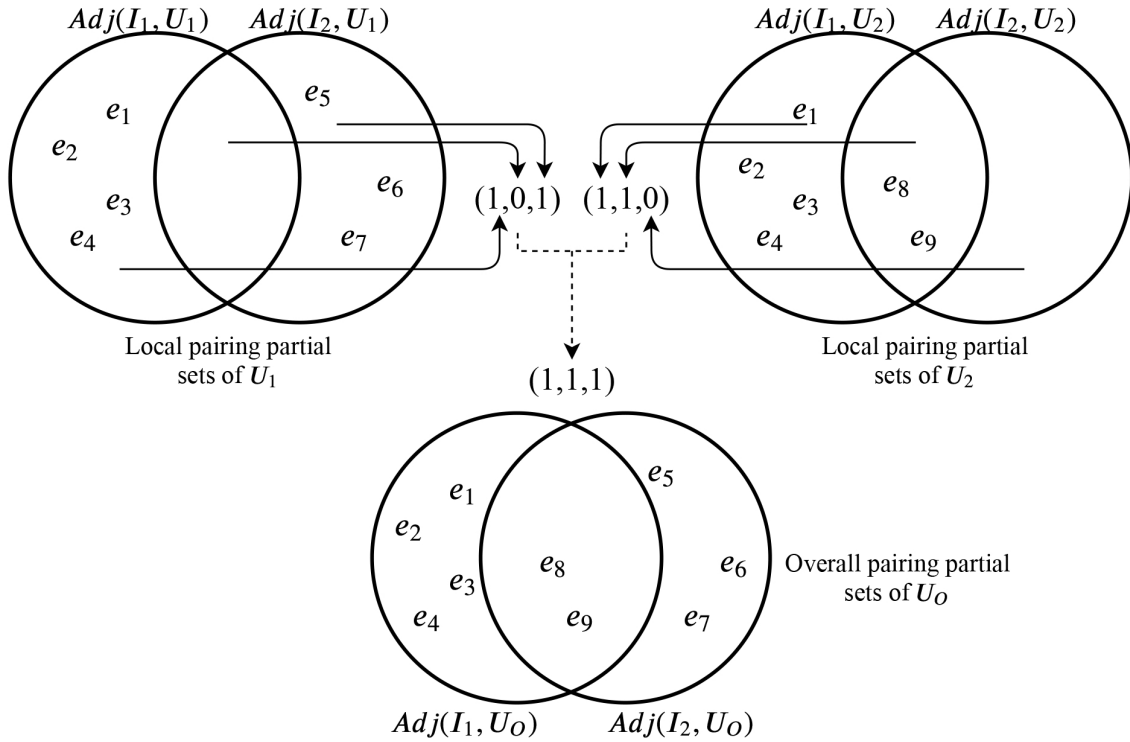 Adj(I₁, U₁) Adj(I₂, U₁)
e₁
e₂
e₃
e₄
e₅
e₆
e₇
Local pairing partial
sets of U₁
Adj(I₁, U₂) Adj(I₂, U₂)
e₁
e₂
e₃
e₄
e₈
e₉
Local pairing partial
sets of U₂
(1,0,1) (1,1,0)
(1,1,1)
e₁
e₂
e₃
e₄
e₈
e₉
e₅
e₆
e₇
Overall pairing partial
sets of U_O
Adj(I₁, U_O) Adj(I₂, U_O)